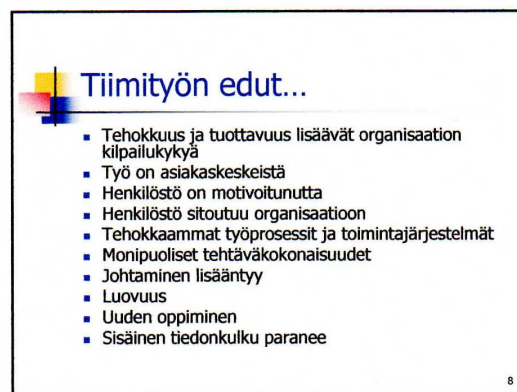 Tiimityön edut...
Tehokkuus ja tuottavuus lisäävät organisaation
kilpailukykyä
Työ on asiakaskeskeistä
Henkilöstö on motivoitunutta
Henkilöstö sitoutuu organisaatioon
Tehokkaammat työprosessit ja toimintajärjestelmät
Monipuoliset tehtäväkokonaisuudet
Johtaminen lisääntyy
Luovuus
Uuden oppiminen
Sisäinen tiedonkulku paranee
8